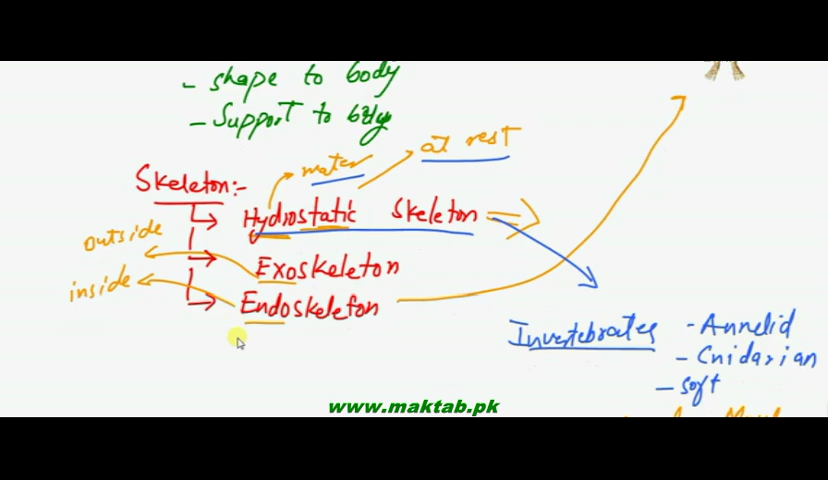 - shape to body
- Support to body
water
at rest
Skeleton:-
Hydrostatic Skeleton
outside
Exoskeleton
inside
Endoskeleton
Invertebrates - Annelid
- Cnidarian
- soft
www.maktab.pk